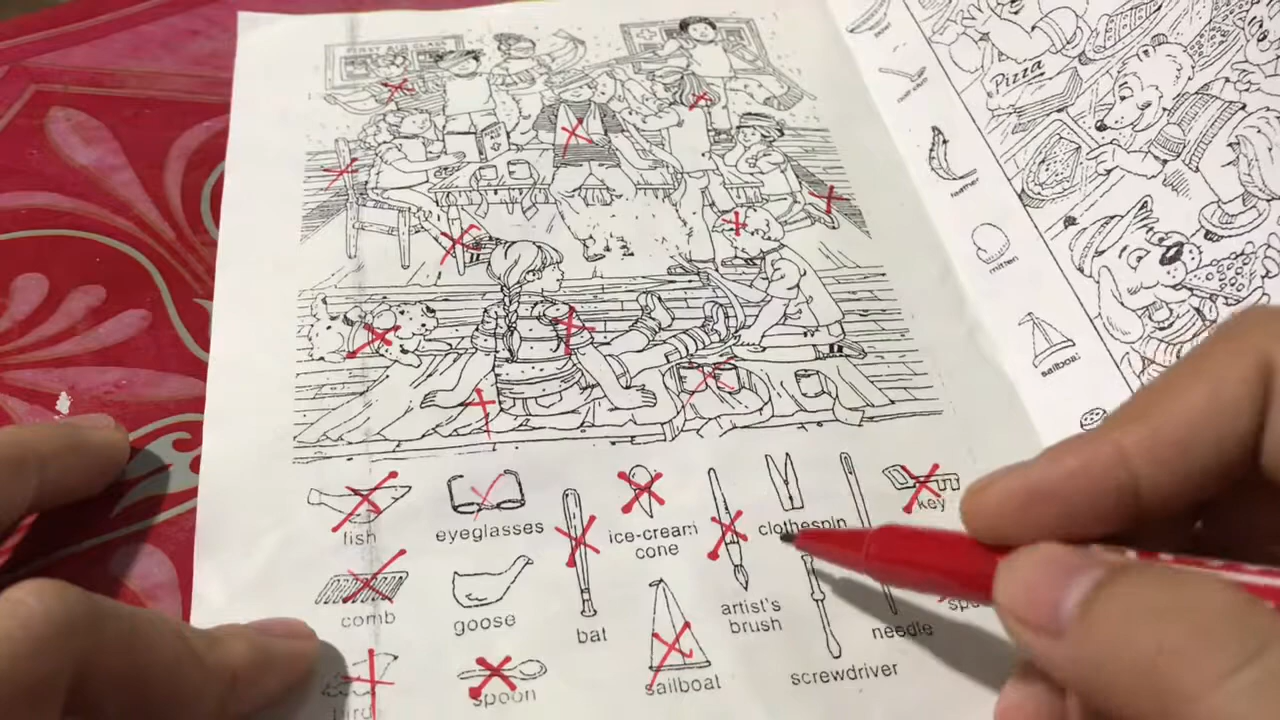 FIRST AID CLASS
Pizza
feather
mitten
sailboat
key
fish
eyeglasses
ice-cream
cone
clothespin
comb
goose
bat
artist's
brush
needle
bird
spoon
sailboat
screwdriver